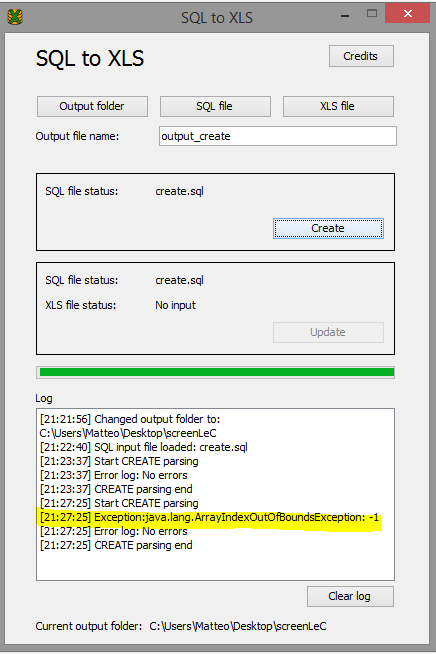 SQL to XLS
SQL to XLS
Credits
Output folder
SQL file
XLS file
Output file name:
output_create
SQL file status: create.sql
Create
SQL file status: create.sql
XLS file status: No input
Update
Log
[21:21:56] Changed output folder to:
C:\Users\Matteo\Desktop\screenLeC
[21:22:40] SQL input file loaded: create.sql
[21:23:37] Start CREATE parsing
[21:23:37] Error log: No errors
[21:23:37] CREATE parsing end
[21:27:25] Start CREATE parsing
[21:27:25] Exception:java.lang.ArrayIndexOutOfBoundsException: -1
[21:27:25] Error log: No errors
[21:27:25] CREATE parsing end
Clear log
Current output folder: C:\Users\Matteo\Desktop\screenLeC